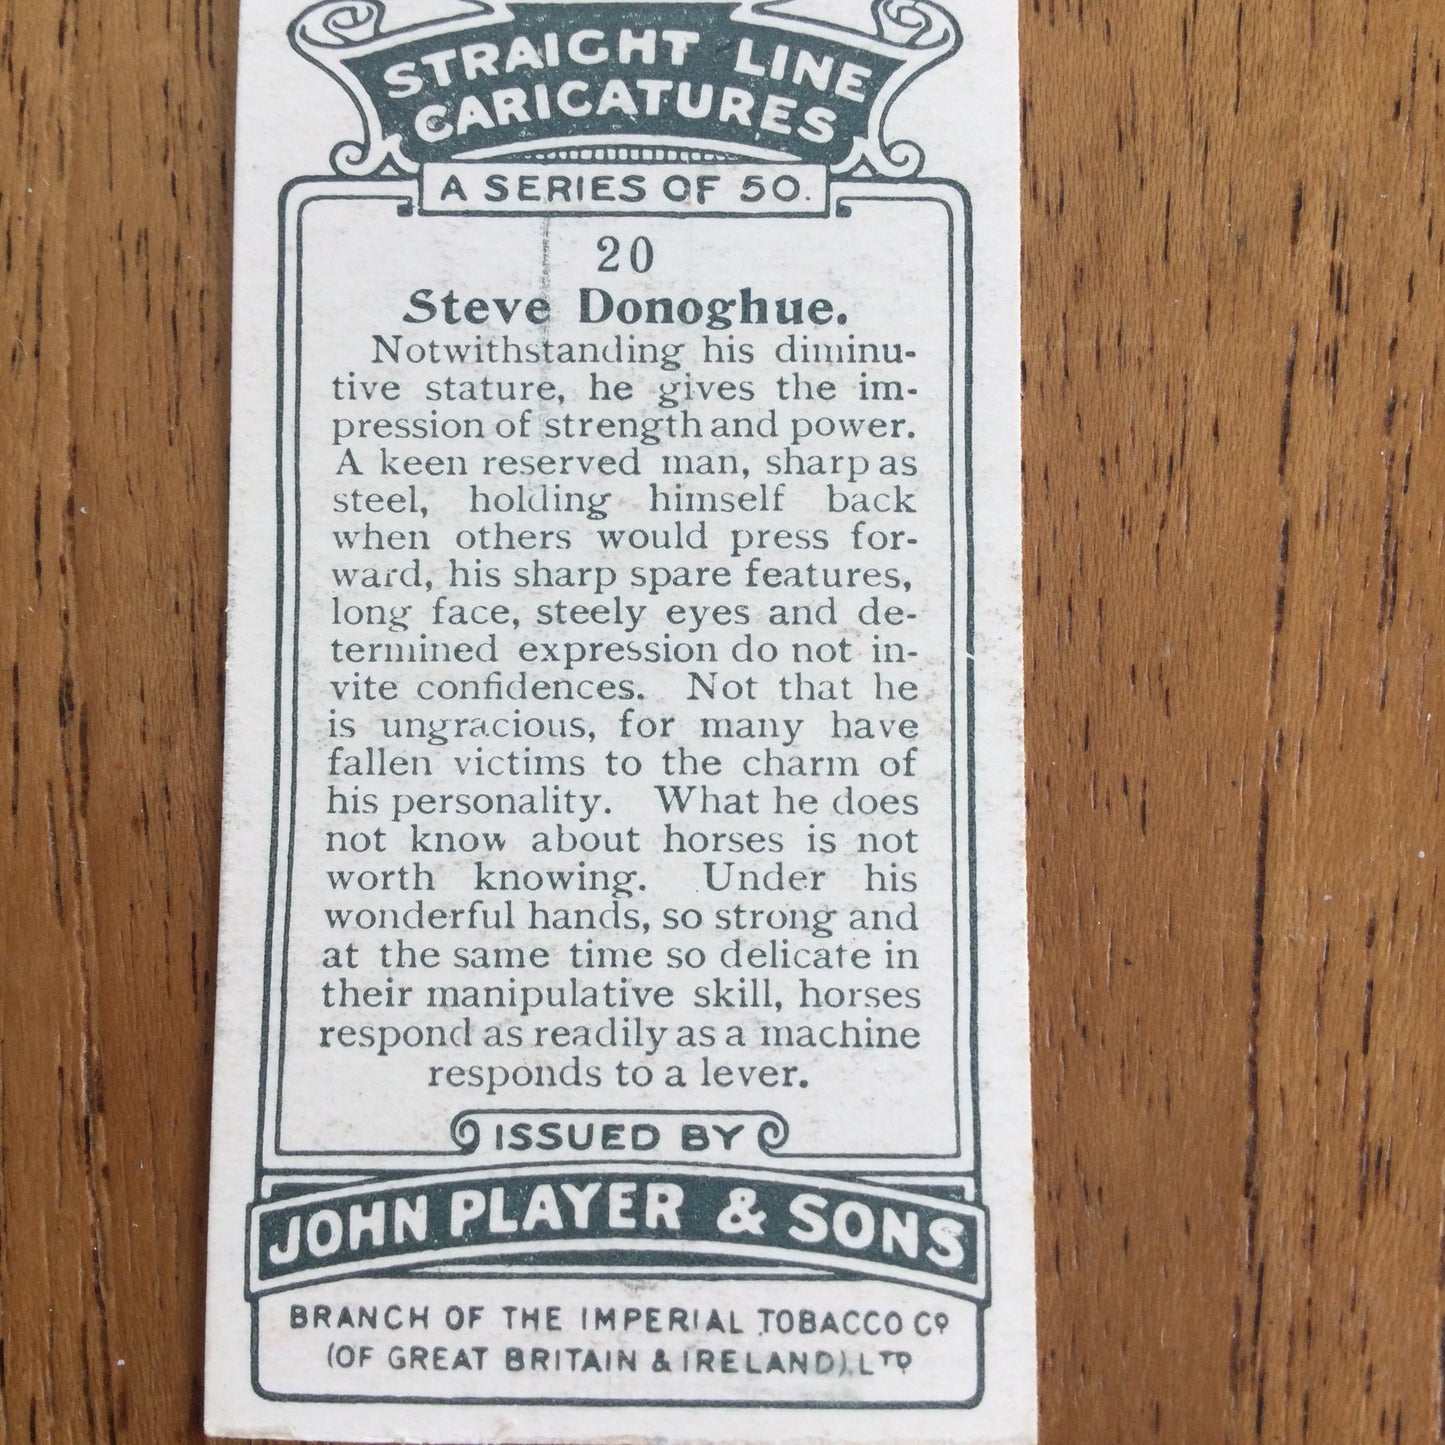 STRAIGHT LINE
CARICATURES
A SERIES OF 50.
20
Steve Donoghue.
Notwithstanding his diminu-
tive stature, he gives the im-
pression of strength and power.
A keen reserved man, sharp as
steel, holding himself back
when others would press for-
ward, his sharp spare features,
long face, steely eyes and de-
termined expression do not in-
vite confidences. Not that he
is ungracious, for many have
fallen victims to the charm of
his personality. What he does
not know about horses is not
worth knowing. Under his
wonderful hands, so strong and
at the same time so delicate in
their manipulative skill, horses
respond as readily as a machine
responds to a lever.
ISSUED BY
JOHN PLAYER & SONS
BRANCH OF THE IMPERIAL TOBACCO Co
(OF GREAT BRITAIN & IRELAND), LTD